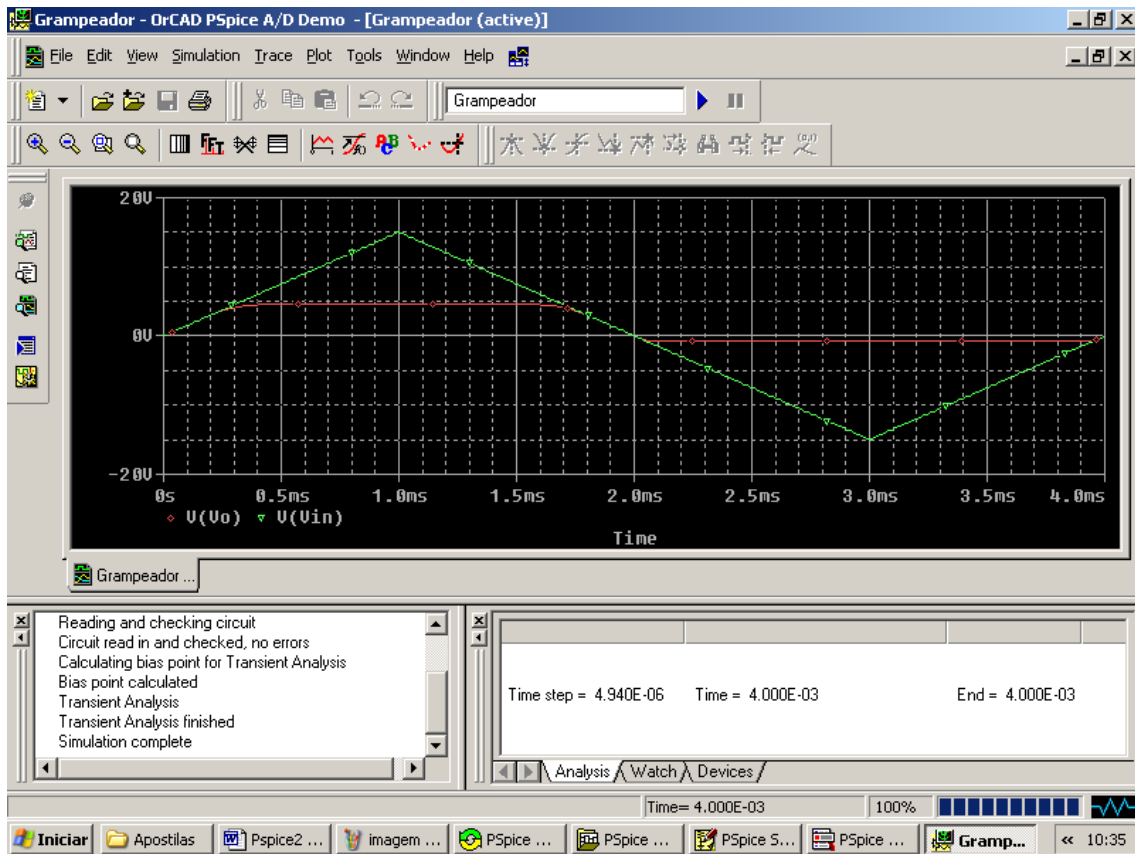 Grampeador - OrCAD PSpice A/D Demo - [Grampeador (active)]
File Edit View Simulation Trace Plot Tools Window Help
Grampeador
FFT
ABC
20V
0V
-20V
0s 0.5ms 1.0ms 1.5ms 2.0ms 2.5ms 3.0ms 3.5ms 4.0ms
V(Vo) V(Vin)
Time
Grampeador ...
Reading and checking circuit
Circuit read in and checked, no errors
Calculating bias point for Transient Analysis
Bias point calculated
Transient Analysis
Transient Analysis finished
Simulation complete
Time step = 4.940E-06 Time = 4.000E-03 End = 4.000E-03
Analysis Watch Devices
Time= 4.000E-03 100%
Iniciar Apostilas Pspice2 ... imagem ... PSpice ... PSpice ... PSpice S... PSpice ... Gramp... « 10:35